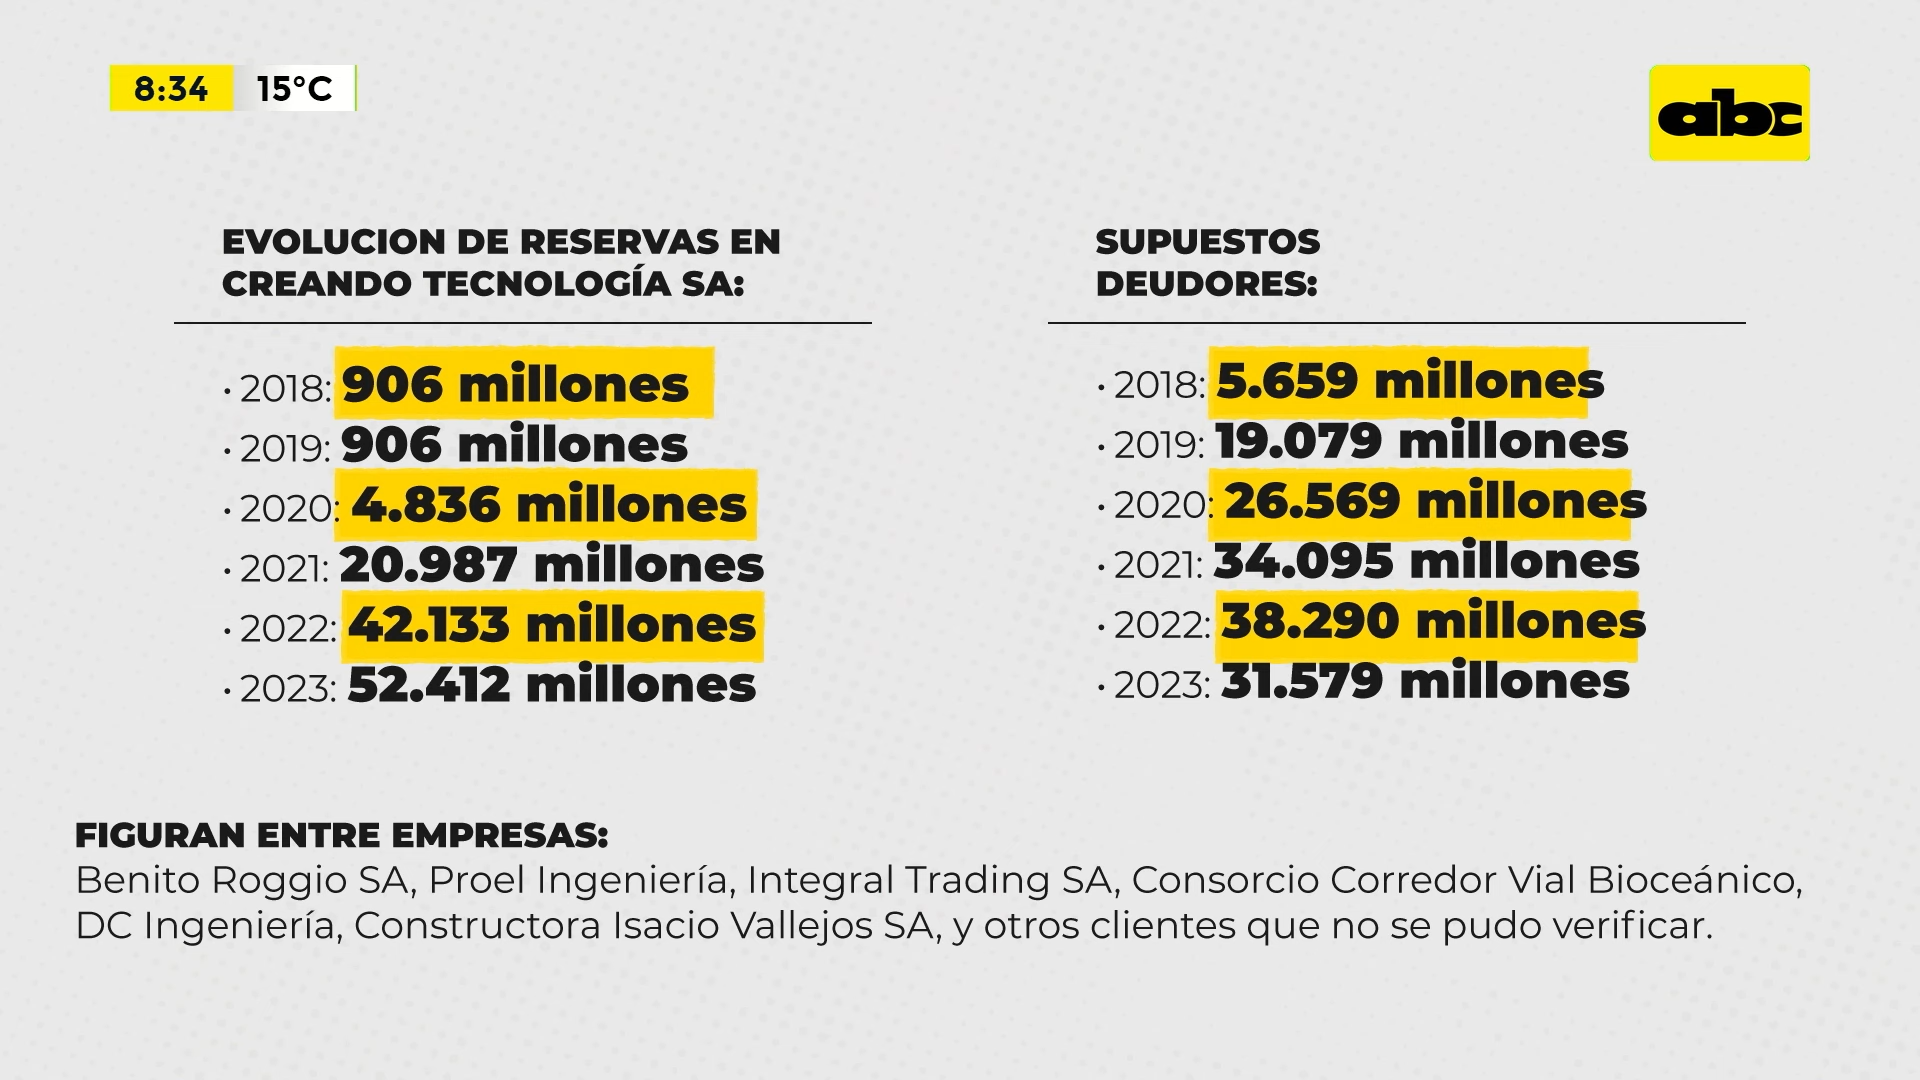 8:34 15°C
abc
EVOLUCION DE RESERVAS EN
CREANDO TECNOLOGÍA SA:
• 2018: 906 millones
• 2019: 906 millones
• 2020: 4.836 millones
• 2021: 20.987 millones
• 2022: 42.133 millones
• 2023: 52.412 millones
SUPUESTOS
DEUDORES:
• 2018: 5.659 millones
• 2019: 19.079 millones
• 2020: 26.569 millones
• 2021: 34.095 millones
• 2022: 38.290 millones
• 2023: 31.579 millones
FIGURAN ENTRE EMPRESAS:
Benito Roggio SA, Proel Ingeniería, Integral Trading SA, Consorcio Corredor Vial Bioceánico,
DC Ingeniería, Constructora Isacio Vallejos SA, y otros clientes que no se pudo verificar.